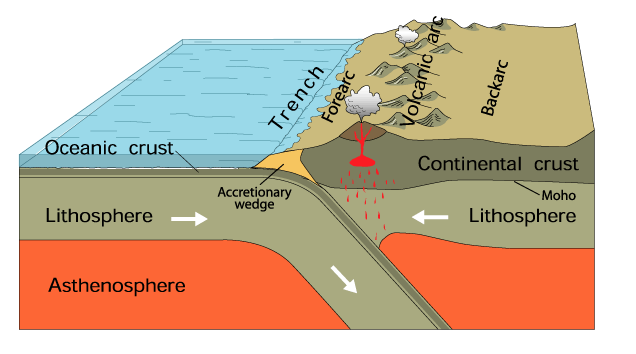 Trench
Forearc
Volcanic arc
Backarc
Oceanic crust
Continental crust
Accretionary
wedge
Moho
Lithosphere
Lithosphere
Asthenosphere